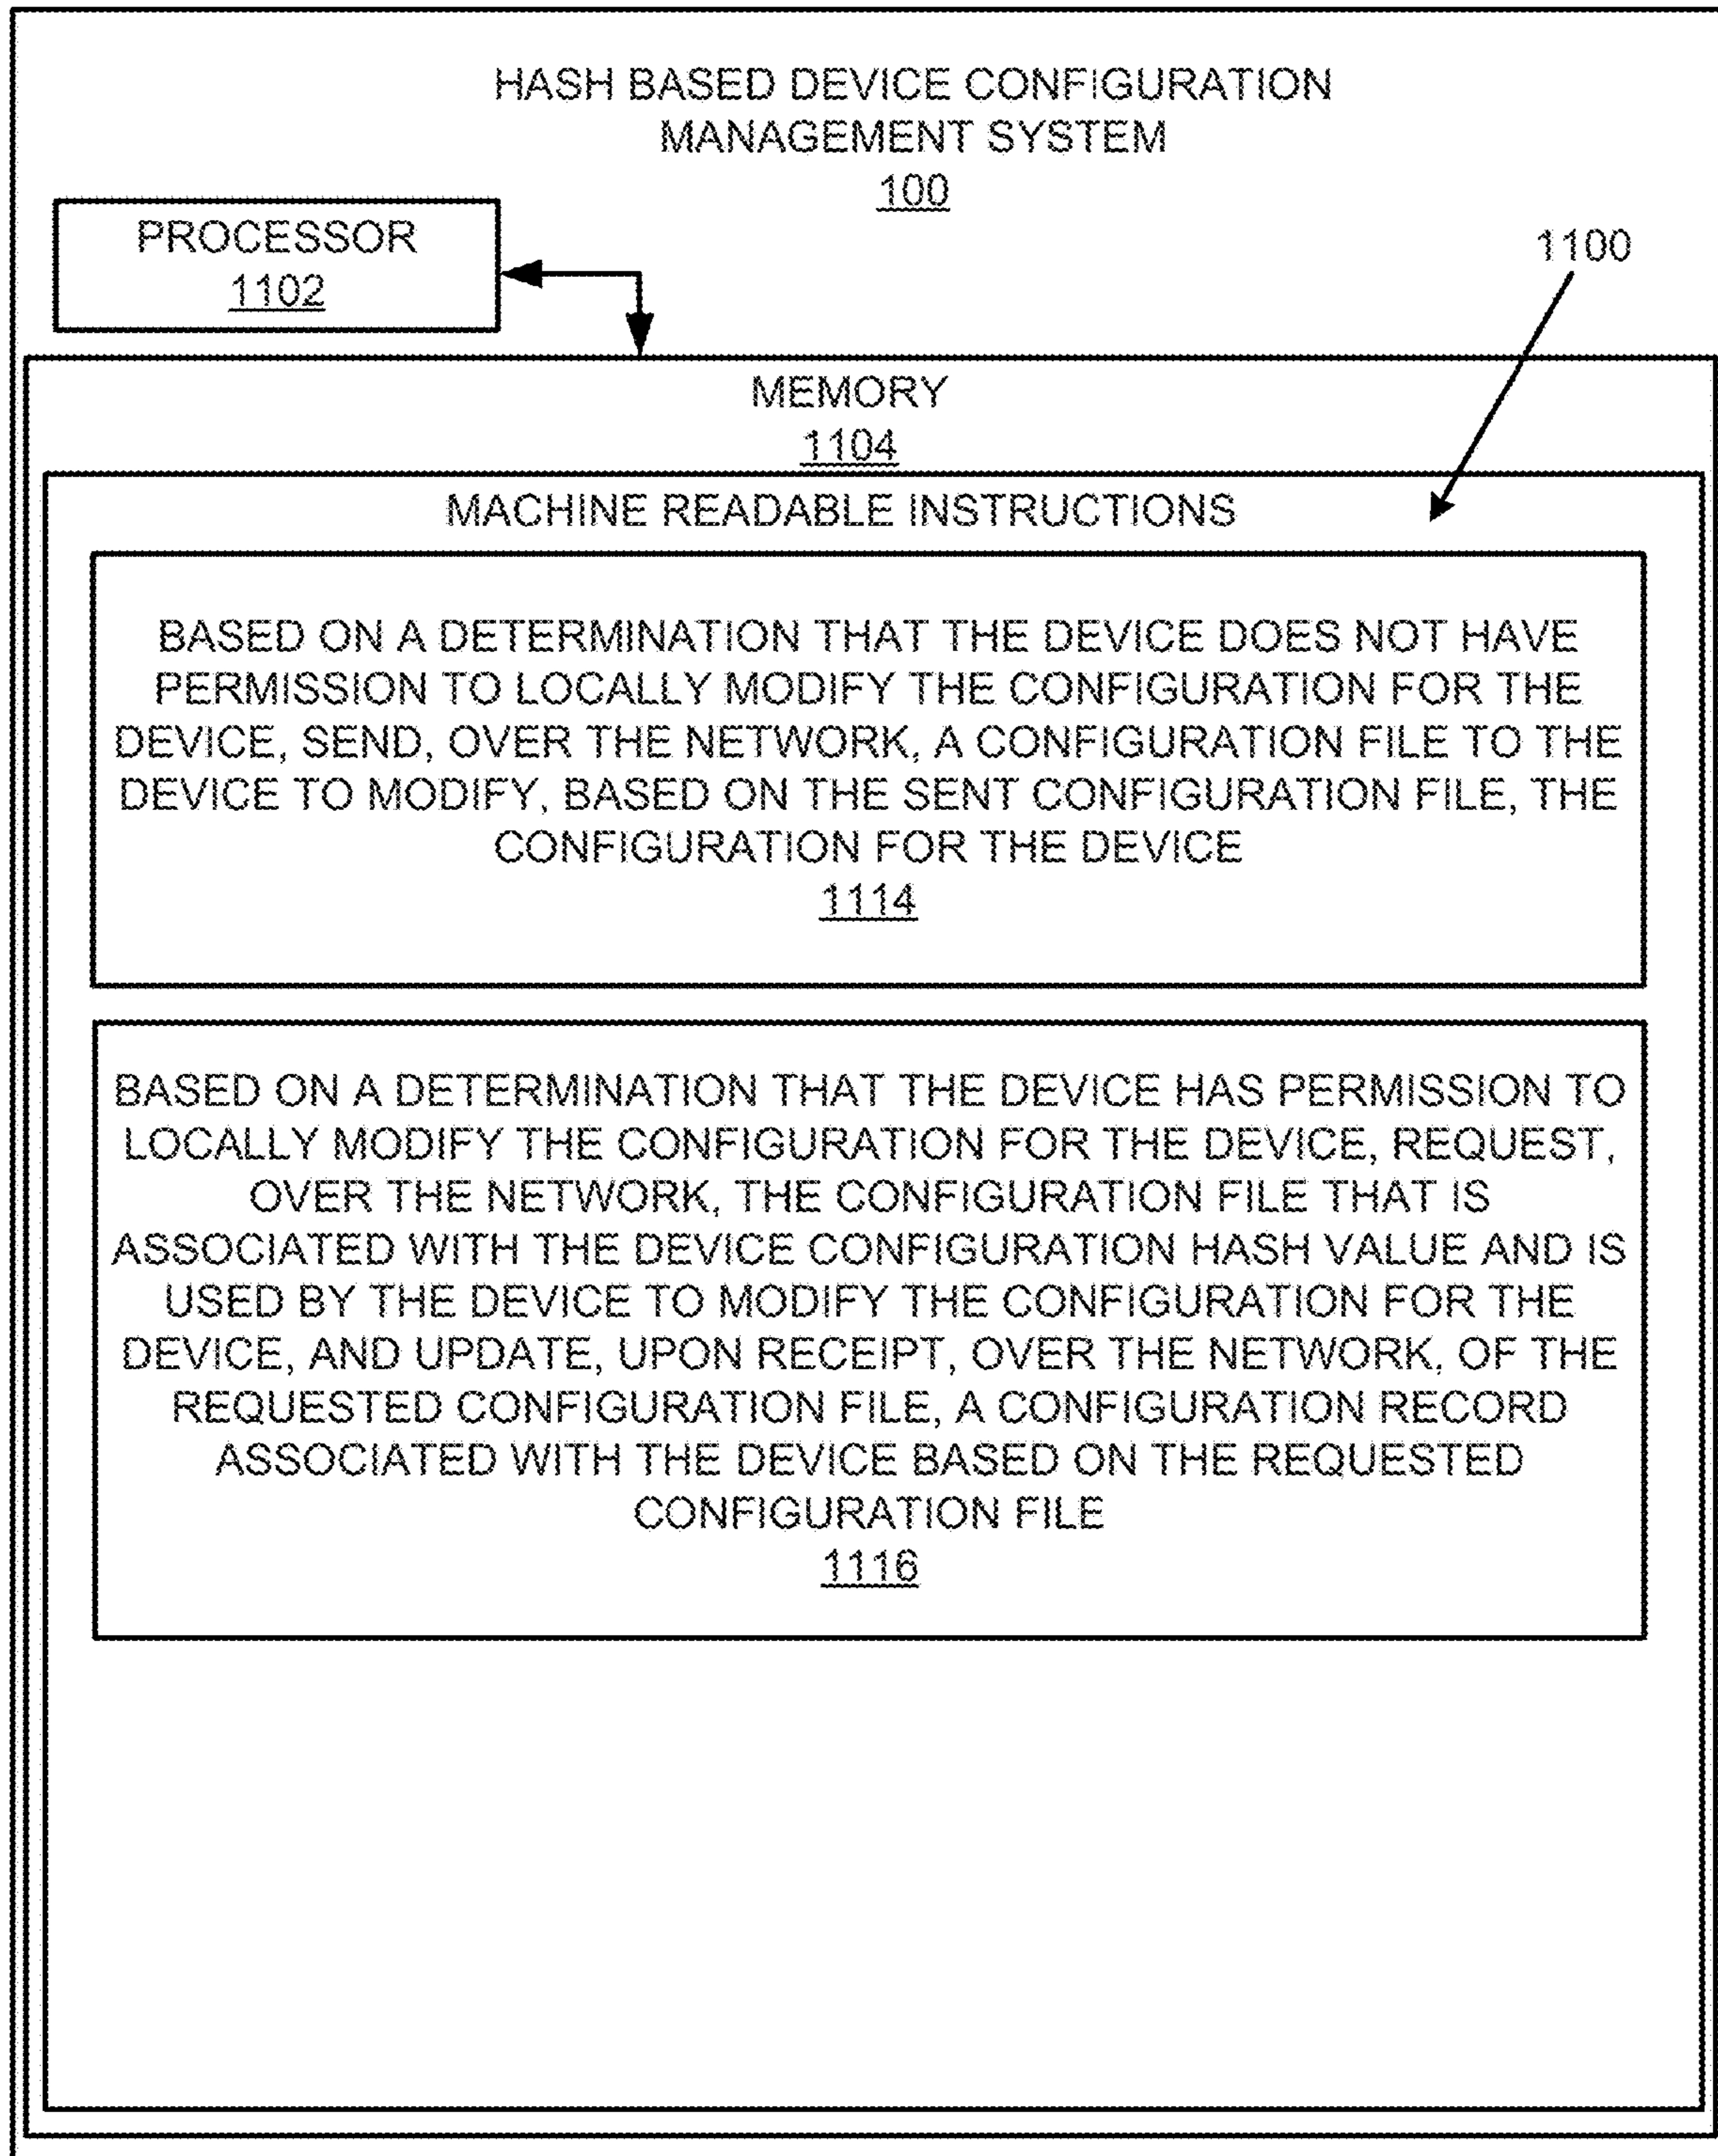 HASH BASED DEVICE CONFIGURATION
MANAGEMENT SYSTEM
100
PROCESSOR
1102
1100
MEMORY
1104
MACHINE READABLE INSTRUCTIONS
BASED ON A DETERMINATION THAT THE DEVICE DOES NOT HAVE
PERMISSION TO LOCALLY MODIFY THE CONFIGURATION FOR THE
DEVICE, SEND, OVER THE NETWORK, A CONFIGURATION FILE TO THE
DEVICE TO MODIFY, BASED ON THE SENT CONFIGURATION FILE, THE
CONFIGURATION FOR THE DEVICE
1114
BASED ON A DETERMINATION THAT THE DEVICE HAS PERMISSION TO
LOCALLY MODIFY THE CONFIGURATION FOR THE DEVICE, REQUEST,
OVER THE NETWORK, THE CONFIGURATION FILE THAT IS
ASSOCIATED WITH THE DEVICE CONFIGURATION HASH VALUE AND IS
USED BY THE DEVICE TO MODIFY THE CONFIGURATION FOR THE
DEVICE, AND UPDATE, UPON RECEIPT, OVER THE NETWORK, OF THE
REQUESTED CONFIGURATION FILE, A CONFIGURATION RECORD
ASSOCIATED WITH THE DEVICE BASED ON THE REQUESTED
CONFIGURATION FILE
1116